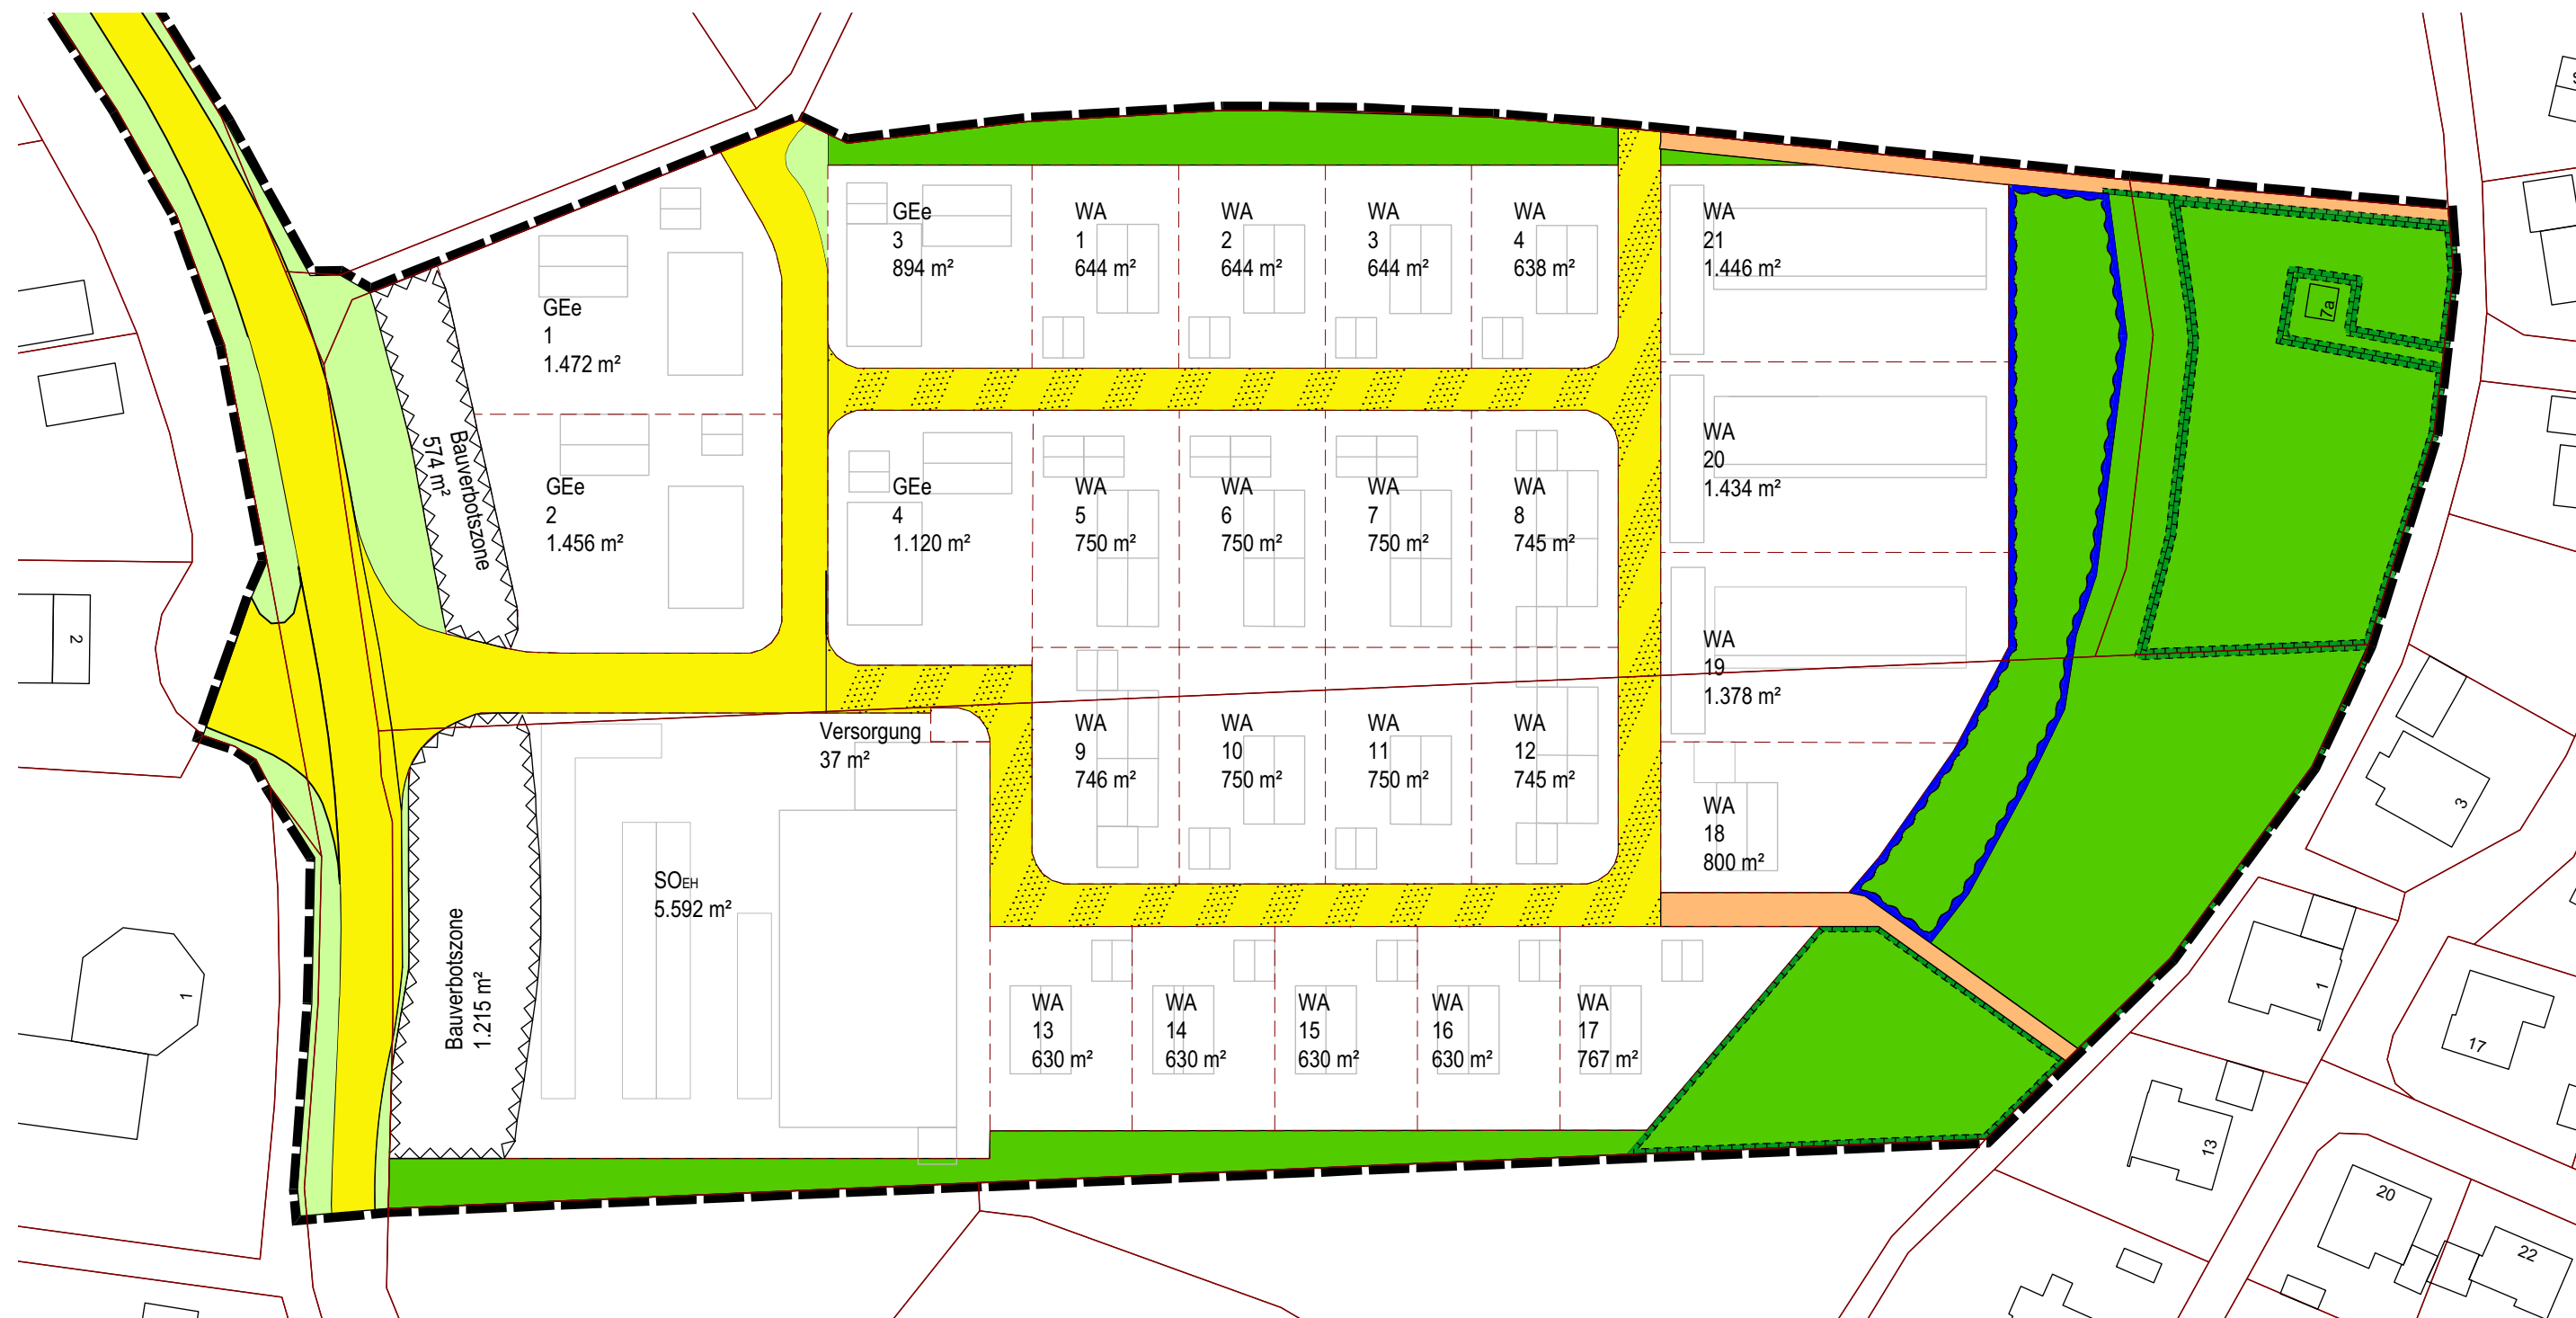 GEe
3
894 m²
WA
1
644 m²
WA
2
644 m²
WA
3
644 m²
WA
4
638 m²
WA
21
1.446 m²
GEe
1
1.472 m²
7a
Bauverbotszone
574 m²
GEe
2
1.456 m²
GEe
4
1.120 m²
WA
5
750 m²
WA
6
750 m²
WA
7
750 m²
WA
8
745 m²
WA
20
1.434 m²
2
WA
19
1.378 m²
Versorgung
37 m²
WA
9
746 m²
WA
10
750 m²
WA
11
750 m²
WA
12
745 m²
WA
18
800 m²
3
SOEH
5.592 m²
Bauverbotszone
1.215 m²
1
WA
13
630 m²
WA
14
630 m²
WA
15
630 m²
WA
16
630 m²
WA
17
767 m²
1
17
13
20
22